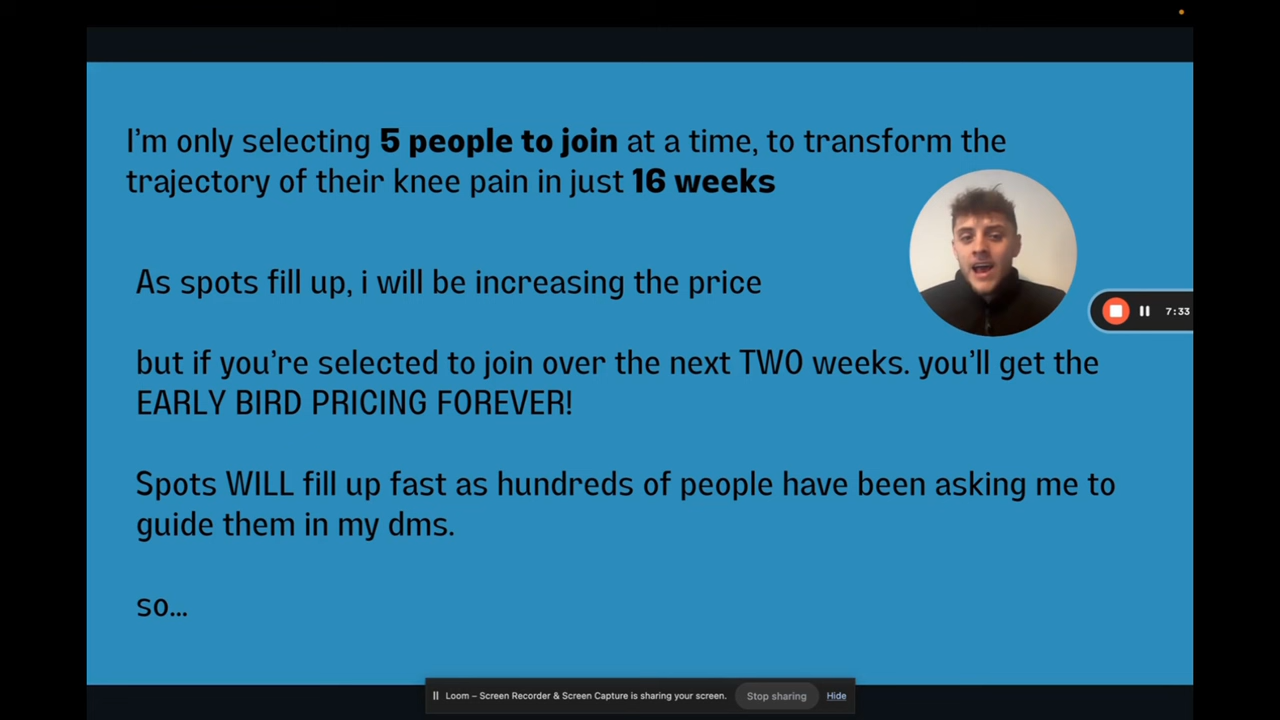 I'm only selecting 5 people to join at a time, to transform the
trajectory of their knee pain in just 16 weeks
As spots fill up, i will be increasing the price
7:33
but if you're selected to join over the next TWO weeks. you'll get the
EARLY BIRD PRICING FOREVER!
Spots WILL fill up fast as hundreds of people have been asking me to
guide them in my dms.
so...
Loom – Screen Recorder & Screen Capture is sharing your screen. Stop sharing Hide